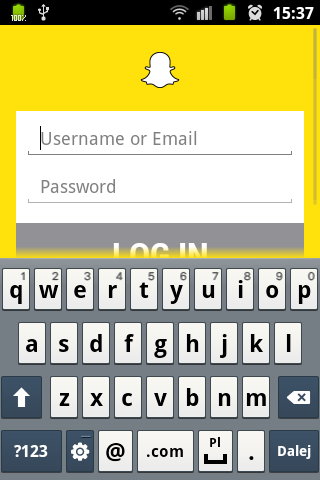 100% 15:37
Username or Email
Password
LOG IN
1 2 3 4 5 6 7 8 9 0
q w e r t y u i o p
a s d f g h j k l
z x c v b n m
?123 @ .com Pl . Dalej